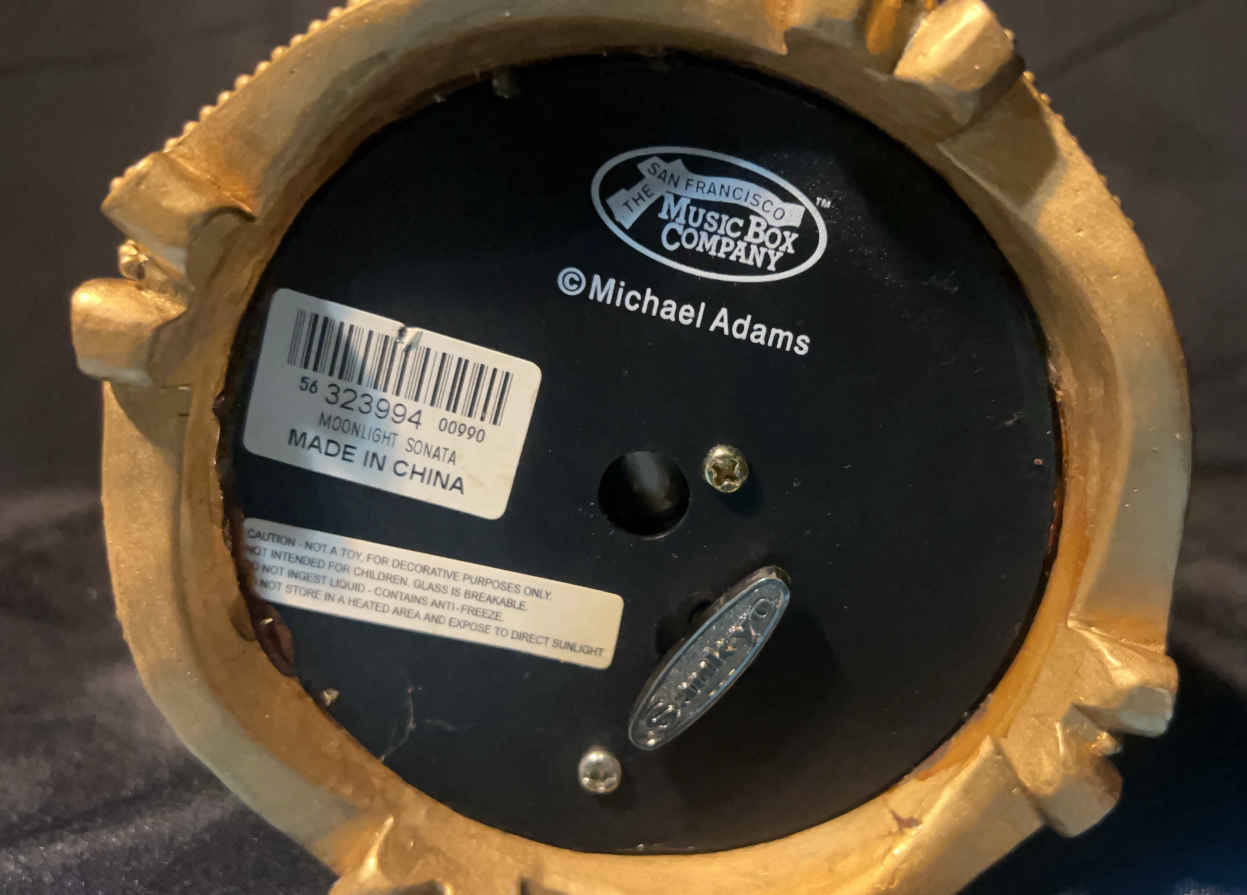 THE SAN FRANCISCO
MUSIC BOX
COMPANY
TM
© Michael Adams
56 323994 00990
MOONLIGHT SONATA
MADE IN CHINA
CAUTION - NOT A TOY. FOR DECORATIVE PURPOSES ONLY.
NOT INTENDED FOR CHILDREN. GLASS IS BREAKABLE.
DO NOT INGEST LIQUID - CONTAINS ANTI-FREEZE.
NOT STORE IN A HEATED AREA AND EXPOSE TO DIRECT SUNLIGHT
Sankyo